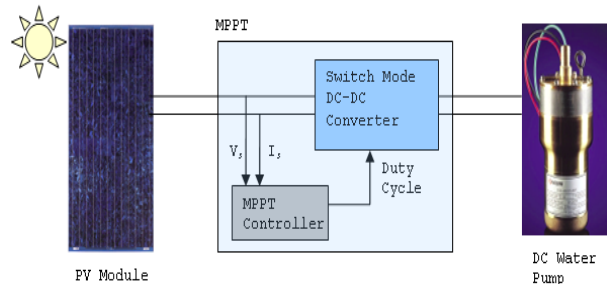 MPPT
Switch Mode
DC-DC
Converter
Vs
Is
Duty
Cycle
MPPT
Controller
PV Module
DC Water
Pump